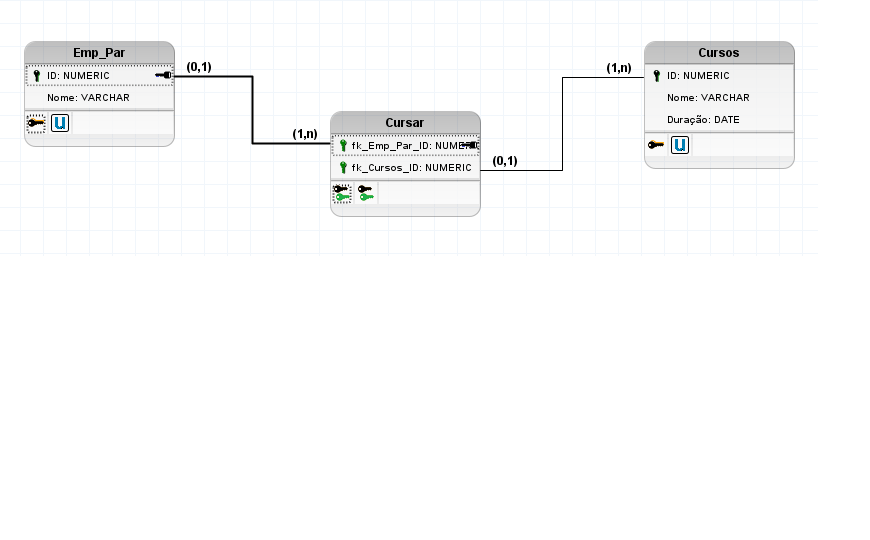 Emp_Par
ID: NUMERIC
Nome: VARCHAR
U
(0,1)
(1,n)
Cursar
fk_Emp_Par_ID: NUME
fk_Cursos_ID: NUMERIC
(0,1)
(1,n)
Cursos
ID: NUMERIC
Nome: VARCHAR
Duração: DATE
U